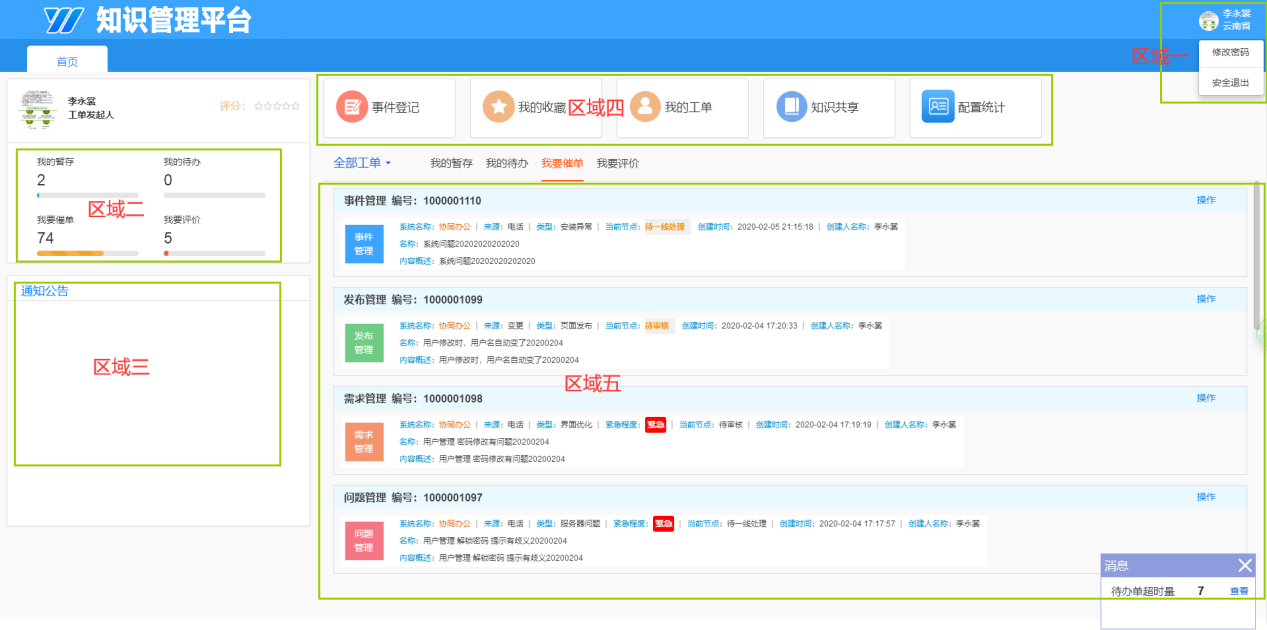 知识管理平台
李永蓂
云南省
首页
区域一
修改密码
安全退出
李永蓂
工单发起人
评分:
事件登记
我的收藏
区域四
我的工单
知识共享
配置统计
我的暂存
2
我的待办
0
区域二
我要催单
74
我要评价
5
通知公告
区域三
全部工单
我的暂存 我的待办 我要催单 我要评价
事件管理 编号: 1000001110 操作
事件
管理
系统名称: 协同办公 | 来源: 电话 | 类型: 安装异常 | 当前节点: 待一线处理 创建时间: 2020-02-05 21:15:18 | 创建人名称: 李永蓂
名称: 系统问题20202020202020
内容概述: 系统问题20202020202020
发布管理 编号: 1000001099 操作
发布
管理
系统名称: 协同办公 | 来源: 变更 | 类型: 页面发布 | 当前节点: 待审核 创建时间: 2020-02-04 17:20:33 | 创建人名称: 李永蓂
名称: 用户修改时, 用户名自动变了20200204
内容概述: 用户修改时, 用户名自动变了20200204
区域五
需求管理 编号: 1000001098 操作
需求
管理
系统名称: 协同办公 | 来源: 电话 | 类型: 界面优化 | 紧急程度: 紧急 | 当前节点: 待审核 | 创建时间: 2020-02-04 17:19:19 | 创建人名称: 李永蓂
名称: 用户管理 密码修改有问题20200204
内容概述: 用户管理 密码修改有问题20200204
问题管理 编号: 1000001097 操作
问题
管理
系统名称: 协同办公 | 来源: 电话 | 类型: 服务器问题 | 紧急程度: 紧急 | 当前节点: 待一线处理 | 创建时间: 2020-02-04 17:17:57 | 创建人名称: 李永蓂
名称: 用户管理 解锁密码 提示有歧义20200204
内容概述: 用户管理 解锁密码 提示有歧义20200204
消息
待办单超时量 7 查看